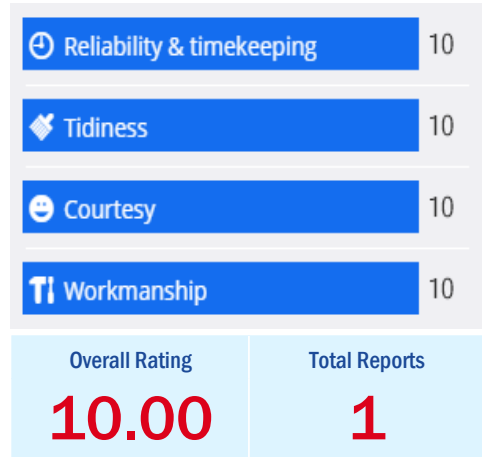 Reliability & timekeeping 10
Tidiness 10
Courtesy 10
Workmanship 10
Overall Rating Total Reports
10.00 1